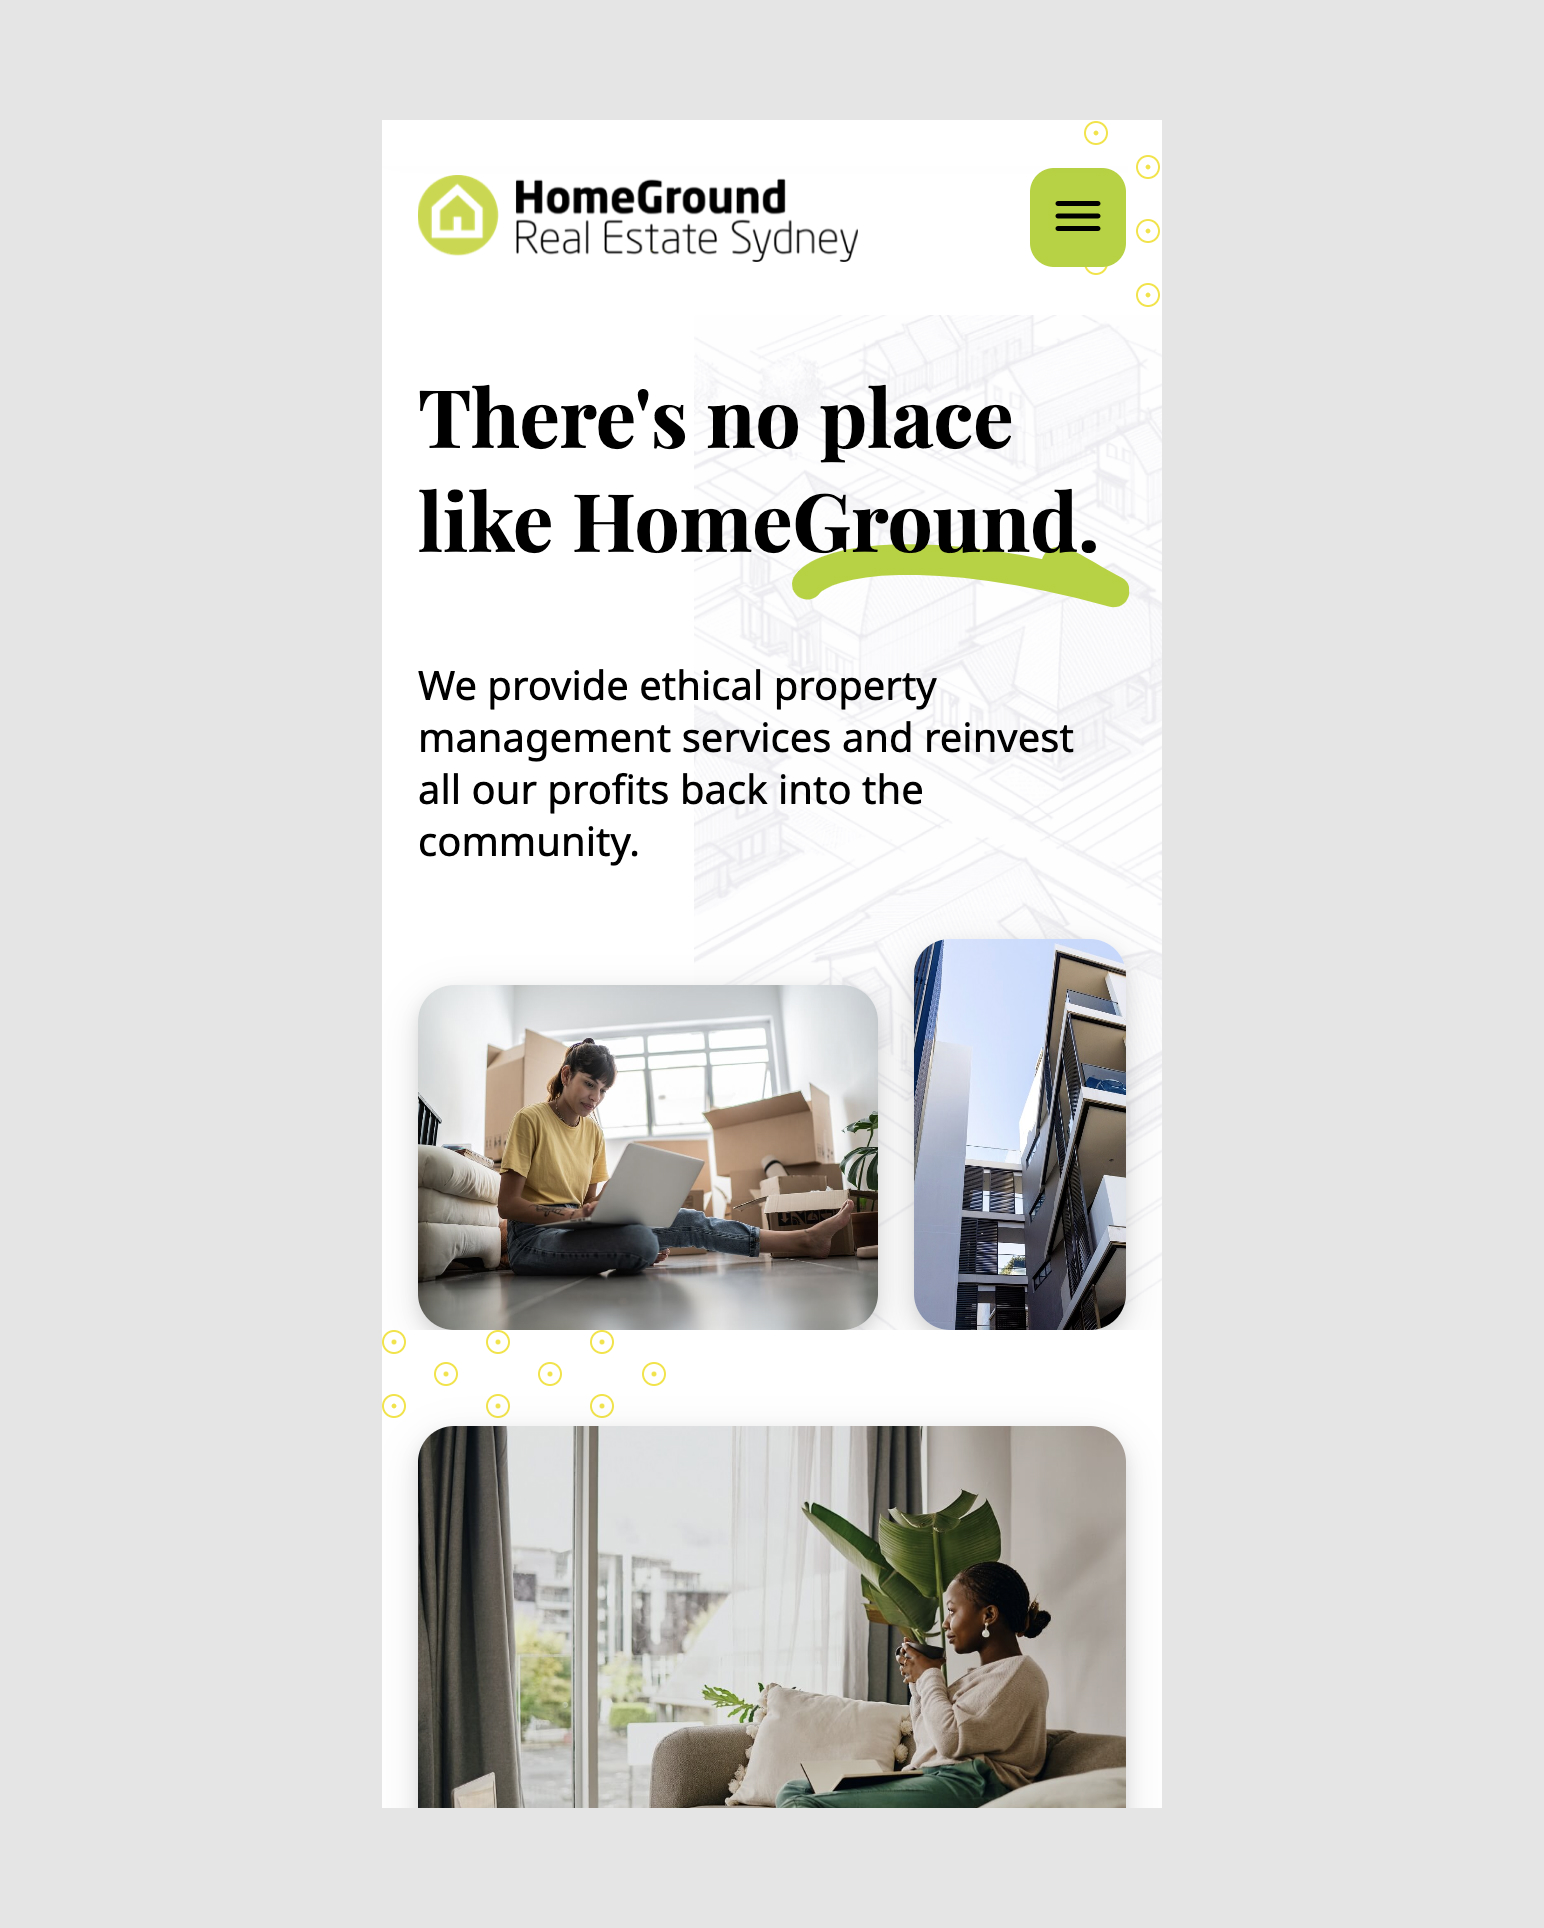 HomeGround
Real Estate Sydney
There's no place
like HomeGround.
We provide ethical property
management services and reinvest
all our profits back into the
community.